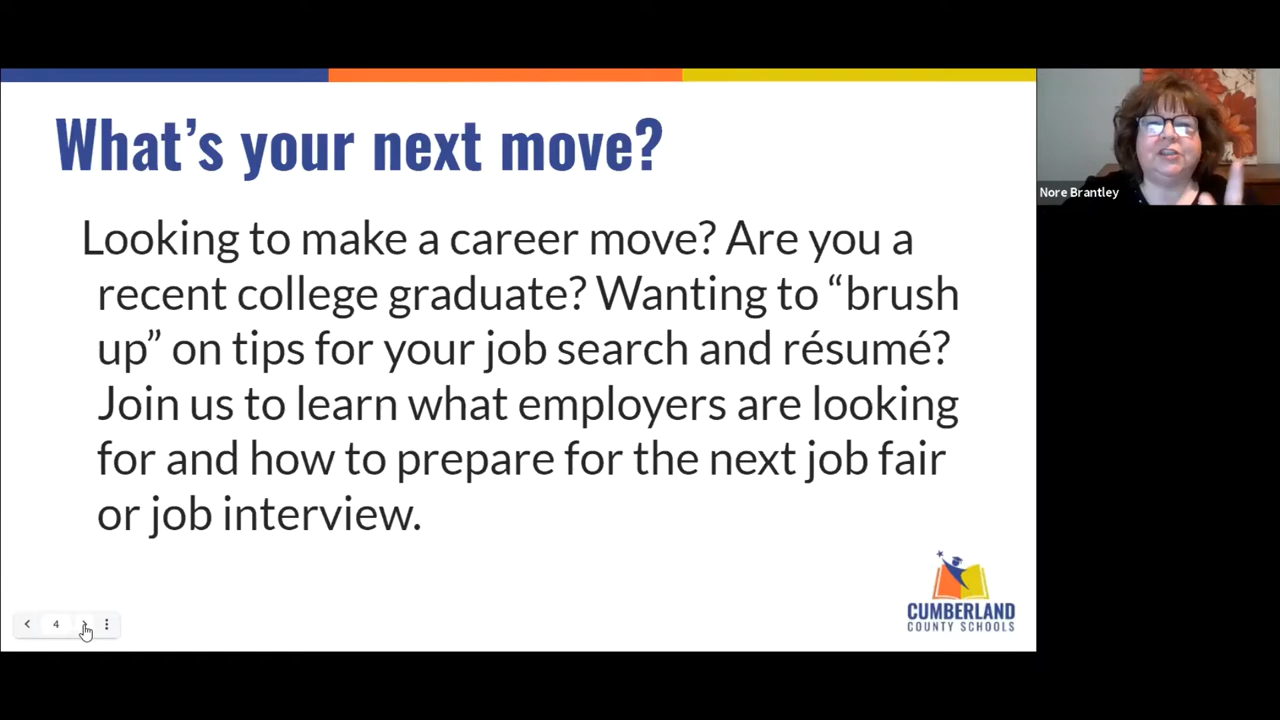 What's your next move?
Looking to make a career move? Are you a
recent college graduate? Wanting to “brush
up” on tips for your job search and résumé?
Join us to learn what employers are looking
for and how to prepare for the next job fair
or job interview.
CUMBERLAND
COUNTY SCHOOLS
4
Nore Brantley